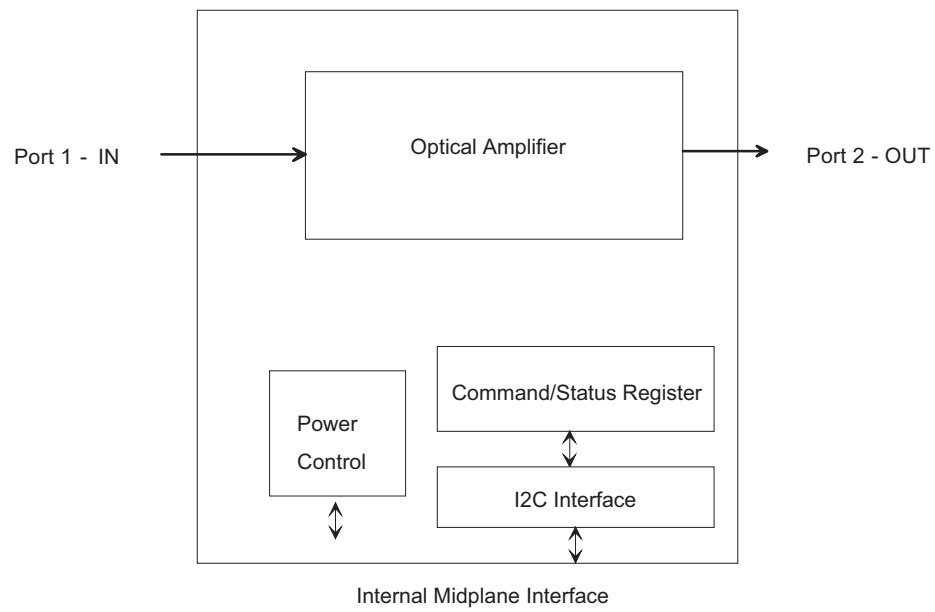 Optical Amplifier
Port 1 - IN
Port 2 - OUT
Command/Status Register
Power
Control
I2C Interface
Internal Midplane Interface